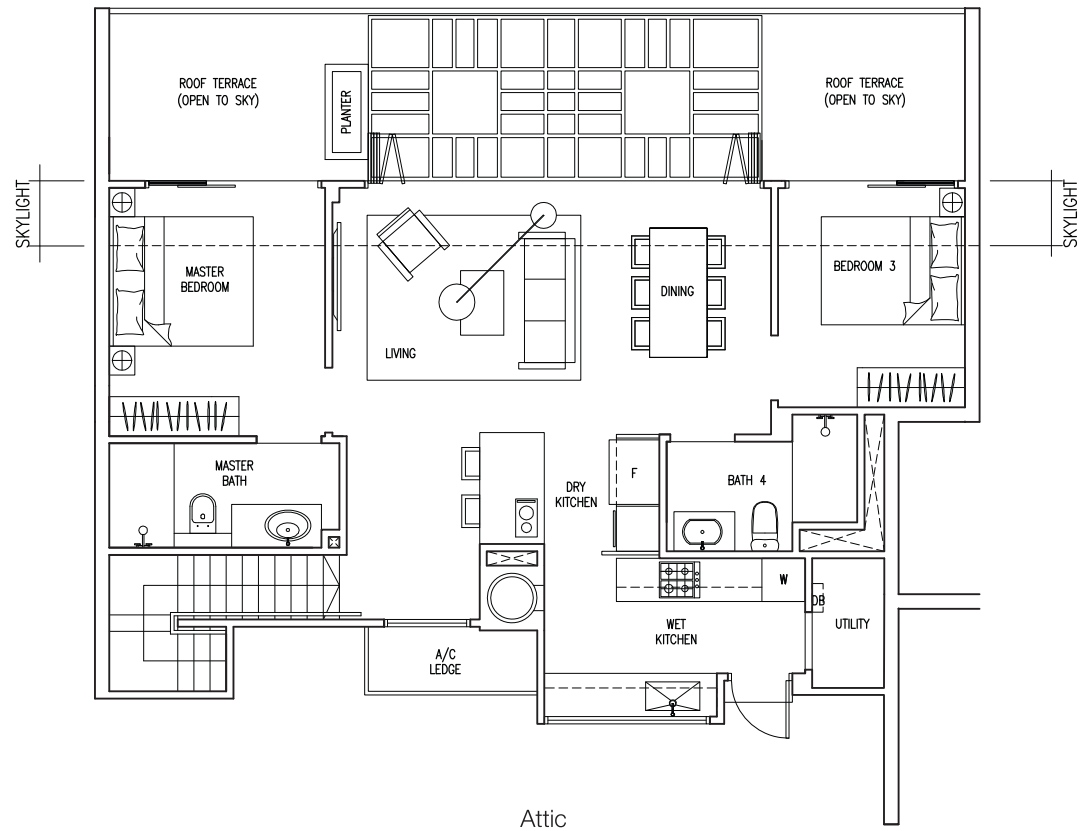 ROOF TERRACE
(OPEN TO SKY)
PLANTER
ROOF TERRACE
(OPEN TO SKY)
SKYLIGHT
SKYLIGHT
MASTER
BEDROOM
BEDROOM 3
DINING
LIVING
MASTER
BATH
F
DRY
KITCHEN
BATH 4
W
DB
WET
KITCHEN
UTILITY
A/C
LEDGE
Attic